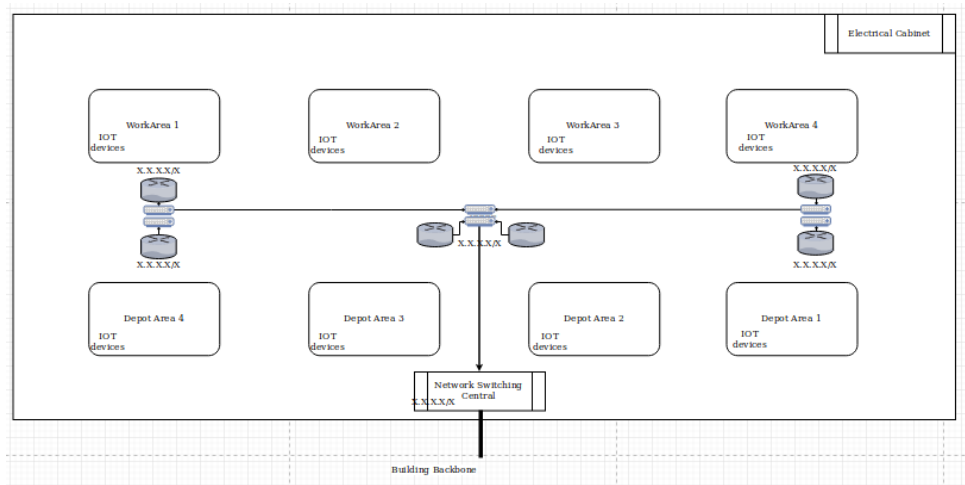 Electrical Cabinet
WorkArea 1
IOT
devices
WorkArea 2
IOT
devices
WorkArea 3
IOT
devices
WorkArea 4
IOT
devices
X.X.X.X/X
X.X.X.X/X
X.X.X.X/X
X.X.X.X/X
X.X.X.X/X
Depot Area 4
IOT
devices
Depot Area 3
IOT
devices
Depot Area 2
IOT
devices
Depot Area 1
IOT
devices
Network Switching
Central
X.X.X.X/X
Building Backbone